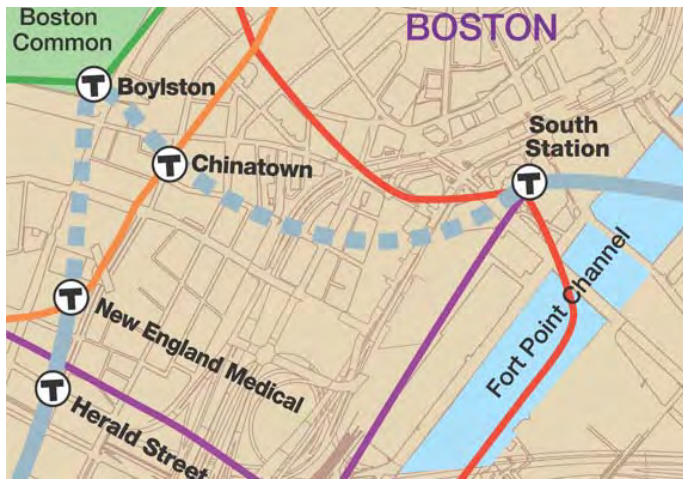 Boston
Common
BOSTON
T Boylston
South
Station
T Chinatown
T
Fort Point Channel
T New England Medical
T Herald Street